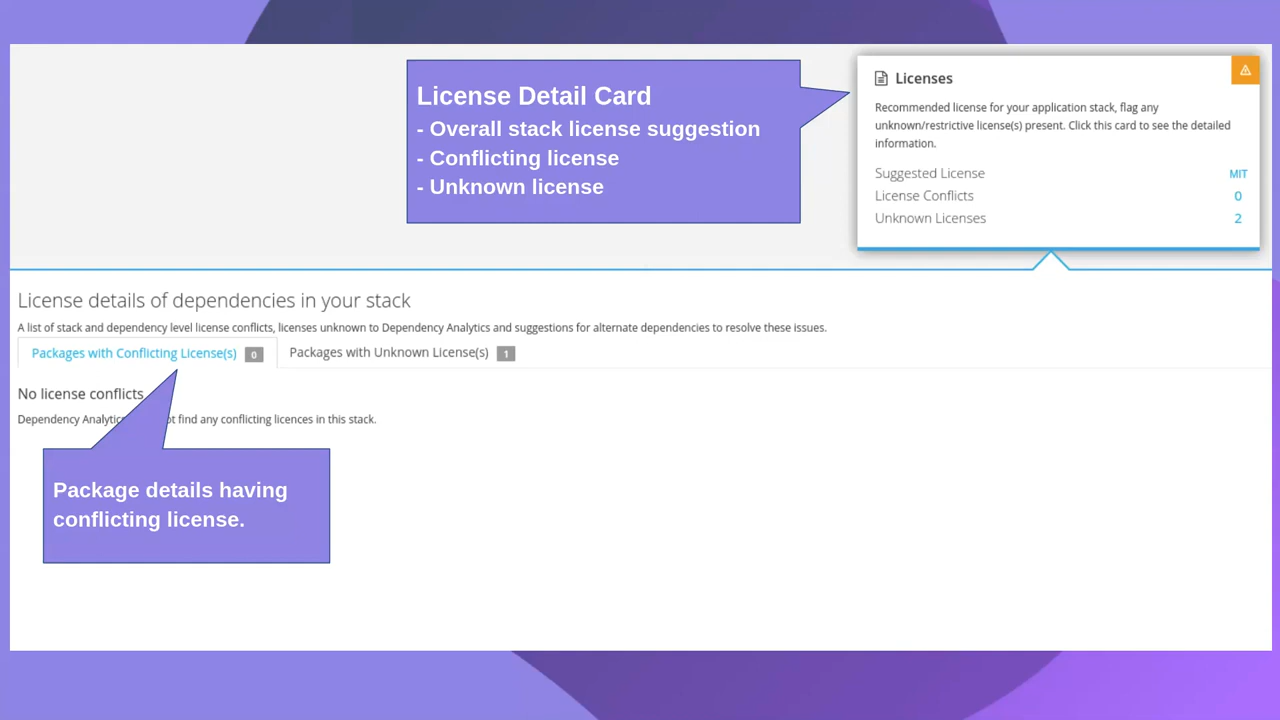 License Detail Card
- Overall stack license suggestion
- Conflicting license
- Unknown license
Licenses
Recommended license for your application stack, flag any
unknown/restrictive license(s) present. Click this card to see the detailed
information.
Suggested License MIT
License Conflicts 0
Unknown Licenses 2
License details of dependencies in your stack
A list of stack and dependency level license conflicts, licenses unknown to Dependency Analytics and suggestions for alternate dependencies to resolve these issues.
Packages with Conflicting License(s) 0 Packages with Unknown License(s) 1
No license conflicts
Dependency Analytics find any conflicting licences in this stack.
Package details having
conflicting license.